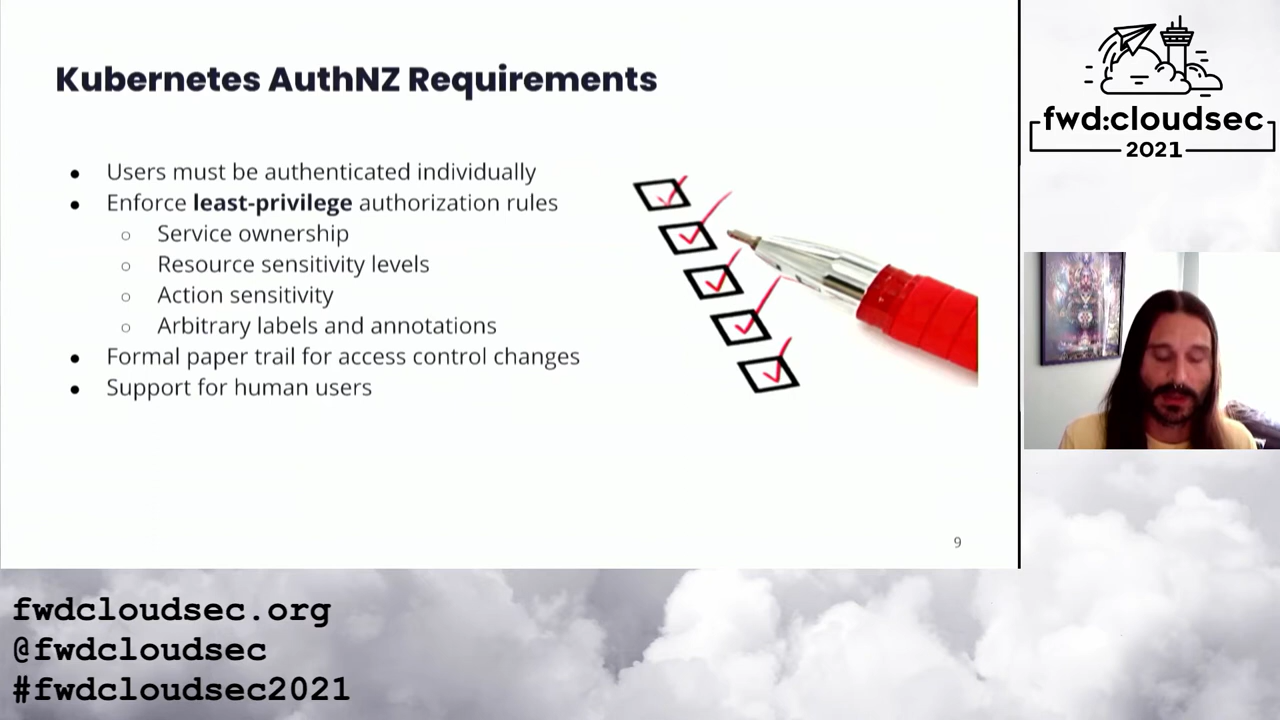 Kubernetes AuthNZ Requirements
● Users must be authenticated individually
● Enforce least-privilege authorization rules
○ Service ownership
○ Resource sensitivity levels
○ Action sensitivity
○ Arbitrary labels and annotations
● Formal paper trail for access control changes
● Support for human users
9
fwd:cloudsec
2021
fwdcloudsec.org
@fwdcloudsec
#fwdcloudsec2021